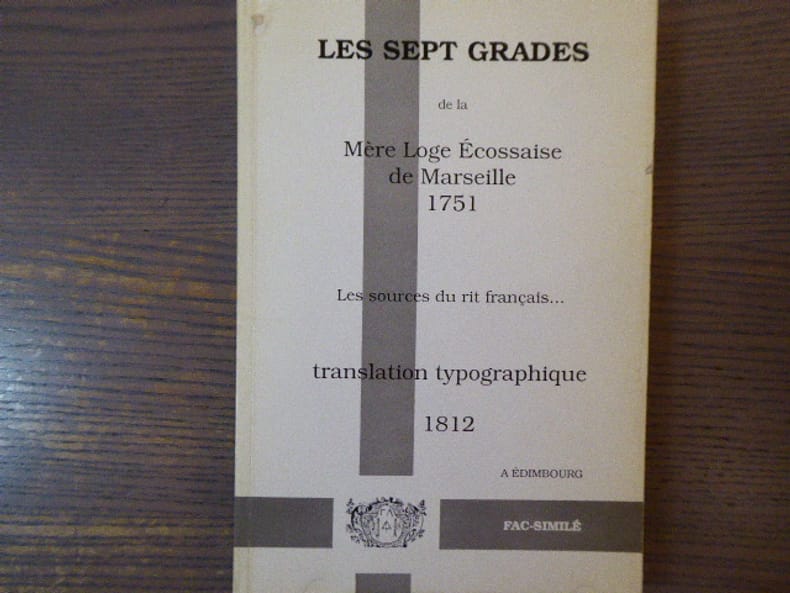 LES SEPT GRADES
de la
Mère Loge Écossaise
de Marseille
1751
Les sources du rit français...
translation typographique
1812
A ÉDIMBOURG
FAC-SIMILÉ